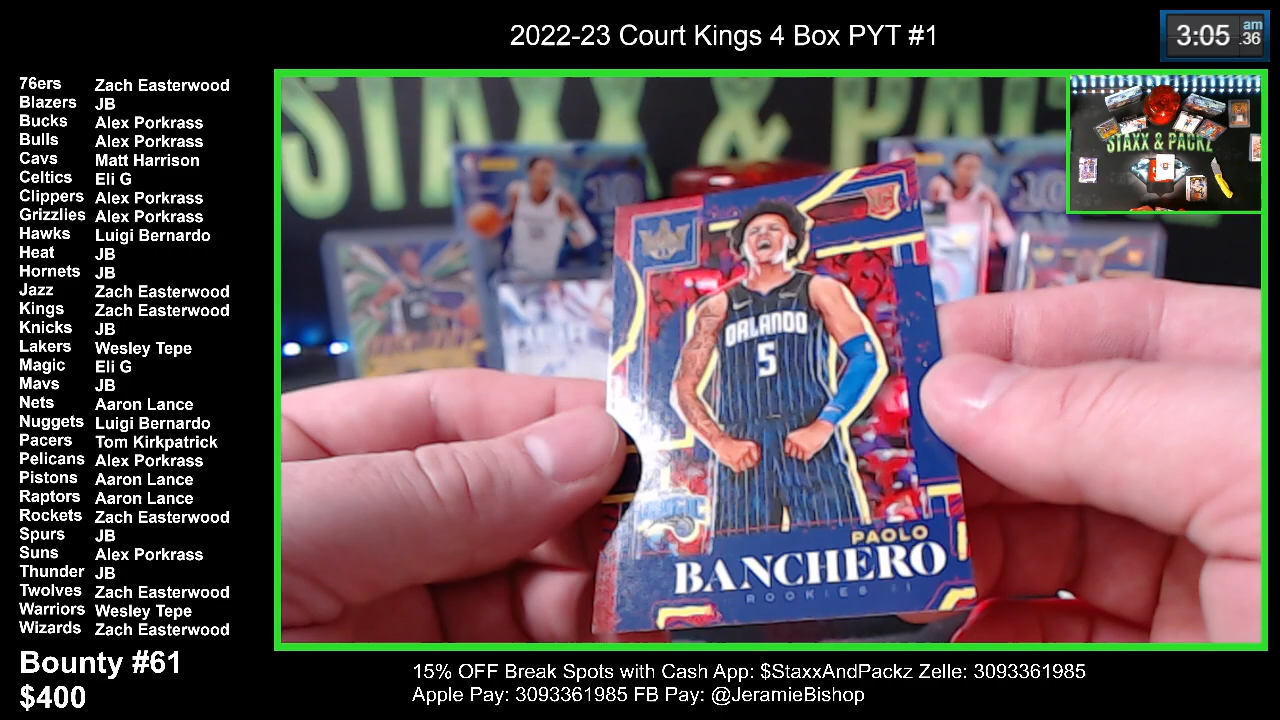 2022-23 Court Kings 4 Box PYT #1
3:05 am .36
76ers Zach Easterwood
Blazers JB
Bucks Alex Porkrass
Bulls Alex Porkrass
Cavs Matt Harrison
Celtics Eli G
Clippers Alex Porkrass
Grizzlies Alex Porkrass
Hawks Luigi Bernardo
Heat JB
Hornets JB
Jazz Zach Easterwood
Kings Zach Easterwood
Knicks JB
Lakers Wesley Tepe
Magic Eli G
Mavs JB
Nets Aaron Lance
Nuggets Luigi Bernardo
Pacers Tom Kirkpatrick
Pelicans Alex Porkrass
Pistons Aaron Lance
Raptors Aaron Lance
Rockets Zach Easterwood
Spurs JB
Suns Alex Porkrass
Thunder JB
Twolves Zach Easterwood
Warriors Wesley Tepe
Wizards Zach Easterwood
Bounty #61
$400
STAXX & PACK
STAXX & PACKZ
RC
ORLANDO
5
MAGIC
PAOLO
BANCHERO
ROOKIES II
15% OFF Break Spots with Cash App: $StaxxAndPackz Zelle: 3093361985
Apple Pay: 3093361985 FB Pay: @JeramieBishop